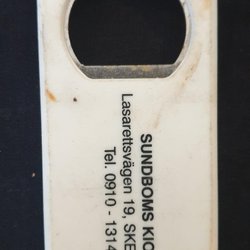 SUNDBOMS KIO
Lasarettsvägen 19, SKE
Tel. 0910 - 1314